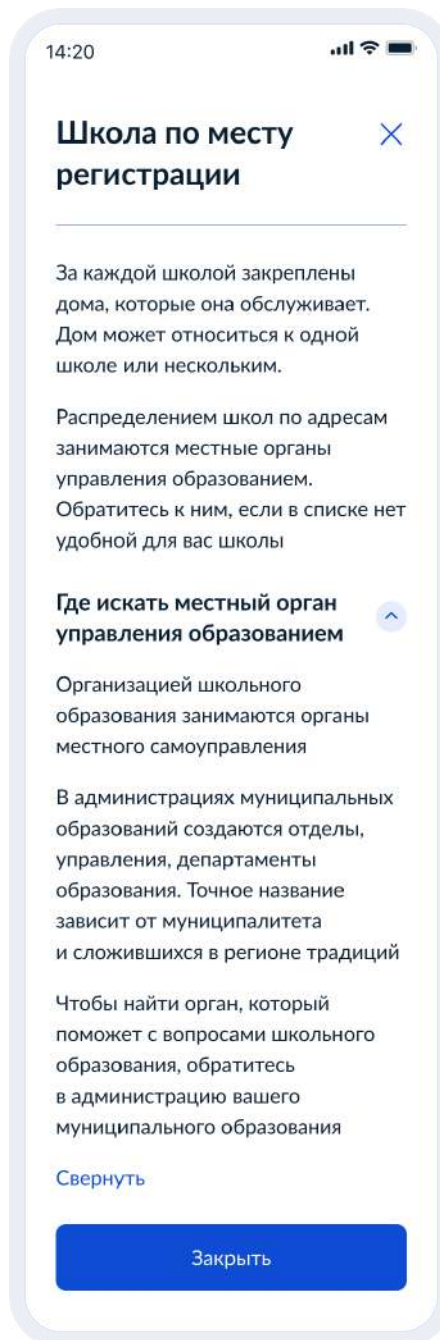 14:20
Школа по месту
регистрации
За каждой школой закреплены
дома, которые она обслуживает.
Дом может относиться к одной
школе или нескольким.
Распределением школ по адресам
занимаются местные органы
управления образованием.
Обратитесь к ним, если в списке нет
удобной для вас школы
Где искать местный орган
управления образованием
Организацией школьного
образования занимаются органы
местного самоуправления
В администрациях муниципальных
образований создаются отделы,
управления, департаменты
образования. Точное название
зависит от муниципалитета
и сложившихся в регионе традиций
Чтобы найти орган, который
поможет с вопросами школьного
образования, обратитесь
в администрацию вашего
муниципального образования
Свернуть
Закрыть